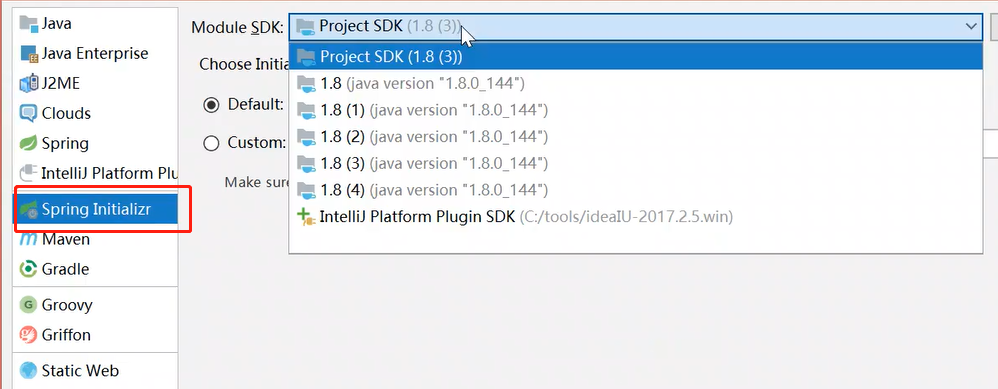 Java
Java Enterprise
J2ME
Clouds
Spring
IntelliJ Platform Plu
Spring Initializr
Maven
Gradle
Groovy
Griffon
Static Web
Module SDK: Project SDK (1.8 (3))
Project SDK (1.8 (3))
1.8 (java version "1.8.0_144")
1.8 (1) (java version "1.8.0_144")
1.8 (2) (java version "1.8.0_144")
1.8 (3) (java version "1.8.0_144")
1.8 (4) (java version "1.8.0_144")
IntelliJ Platform Plugin SDK (C:/tools/ideaIU-2017.2.5.win)
Choose Initia
Default:
Custom:
Make sure